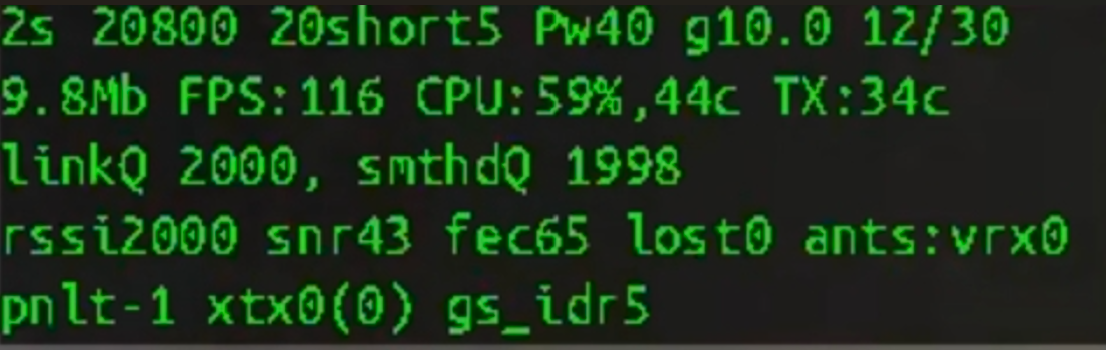 2s 20800 20short5 Pw40 g10.0 12/30
9.8Mb FPS:116 CPU:59%,44c TX:34c
linkQ 2000, smthdQ 1998
rssi2000 snr43 fec65 lost0 ants:vrx0
pnlt-1 xtx0(0) gs_idr5